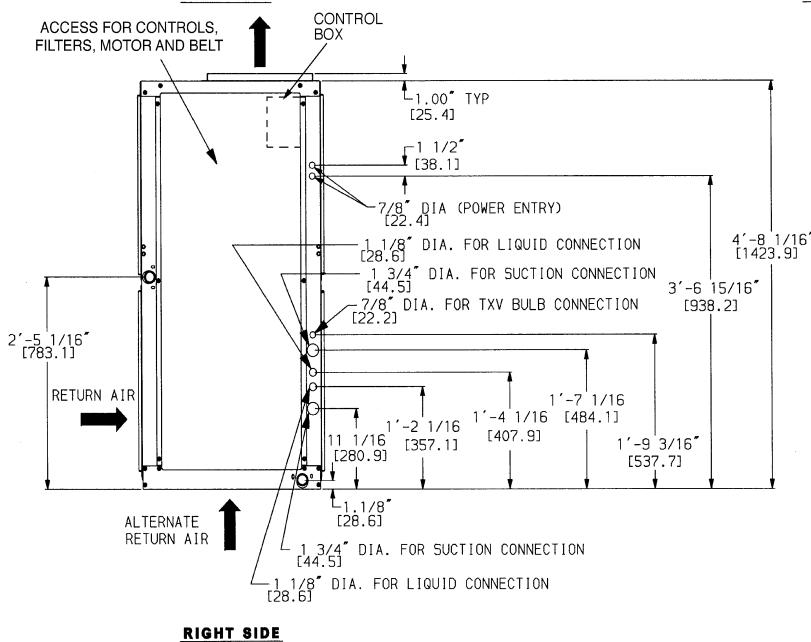 ACCESS FOR CONTROLS,
FILTERS, MOTOR AND BELT
CONTROL
BOX
1.00" TYP
[25.4]
1 1/2"
[38.1]
7/8" DIA (POWER ENTRY)
[22.4]
1 1/8" DIA. FOR LIQUID CONNECTION
[28.6]
1 3/4" DIA. FOR SUCTION CONNECTION
[44.5]
7/8" DIA. FOR TXV BULB CONNECTION
[22.2]
4'-8 1/16"
[1423.9]
3'-6 15/16"
[938.2]
2'-5 1/16"
[783.1]
RETURN AIR
11 1/16
[280.9]
1'-2 1/16
[357.1]
1'-4 1/16
[407.9]
1'-7 1/16
[484.1]
1'-9 3/16"
[537.7]
1.1/8"
[28.6]
ALTERNATE
RETURN AIR
1 3/4" DIA. FOR SUCTION CONNECTION
[44.5]
1 1/8" DIA. FOR LIQUID CONNECTION
[28.6]
RIGHT SIDE